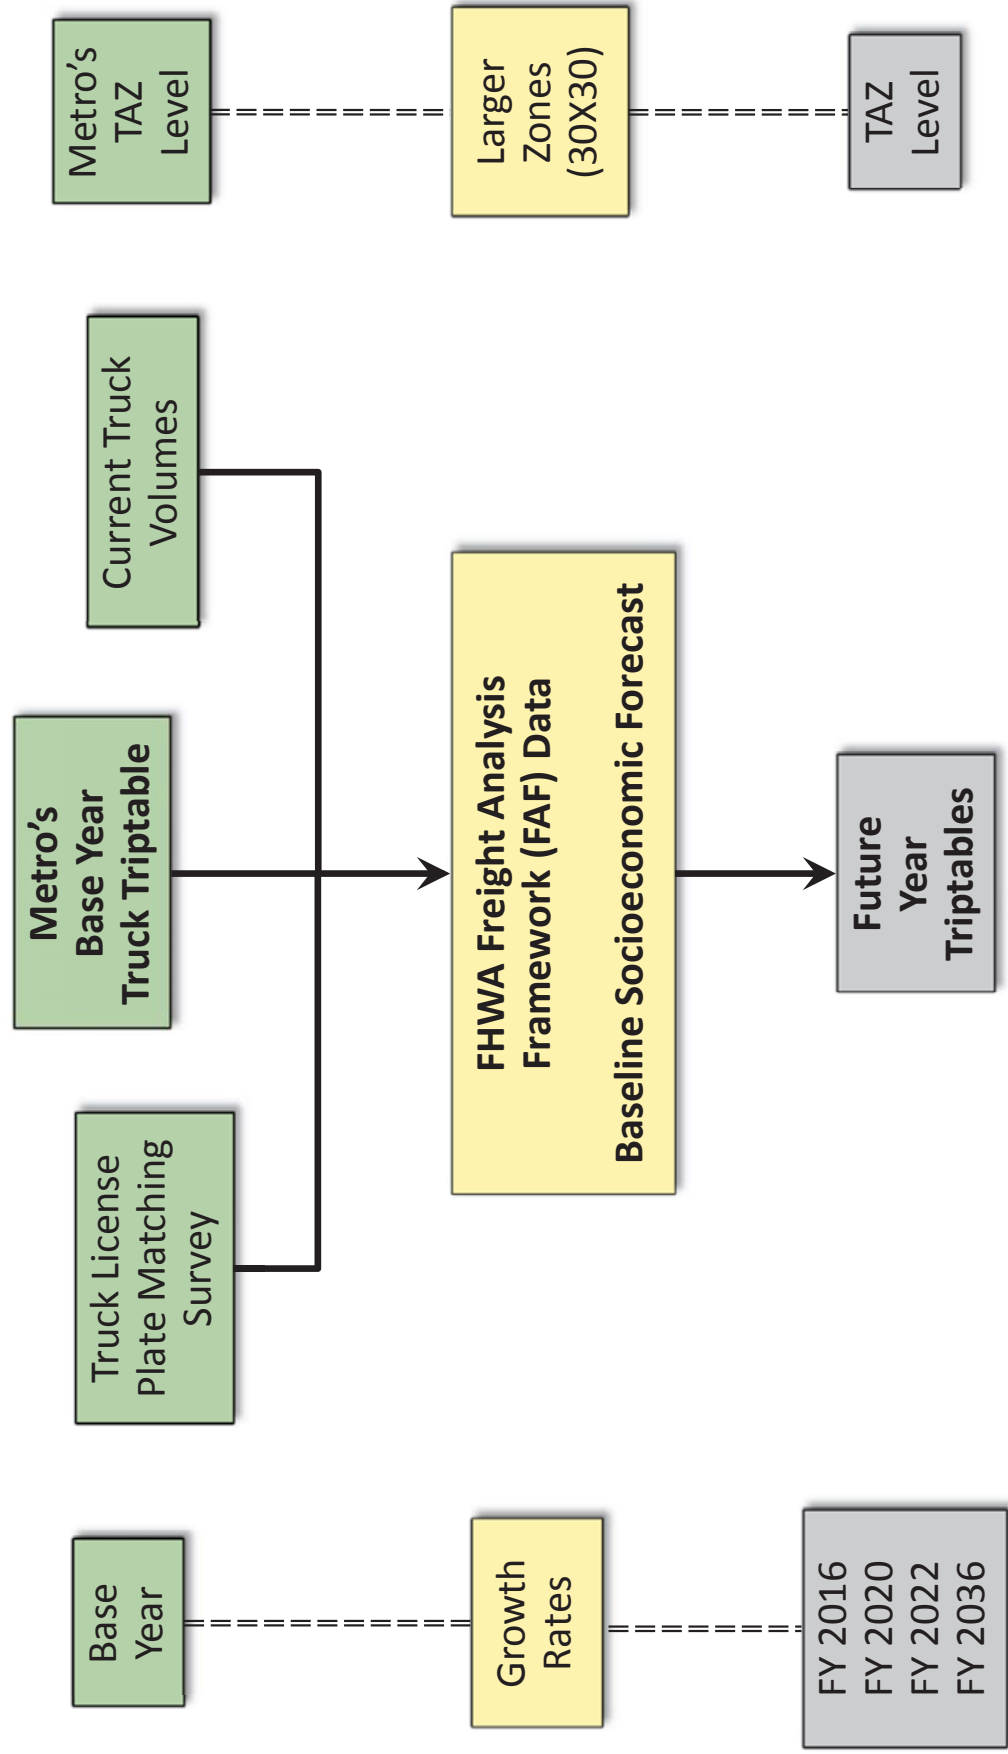 Base
Year
Truck License
Plate Matching
Survey
Metro's
Base Year
Truck Triptable
Current Truck
Volumes
Metro's
TAZ
Level
Growth
Rates
FHWA Freight Analysis
Framework (FAF) Data
Baseline Socioeconomic Forecast
Larger
Zones
(30X30)
FY 2016
FY 2020
FY 2022
FY 2036
Future
Year
Triptables
TAZ
Level